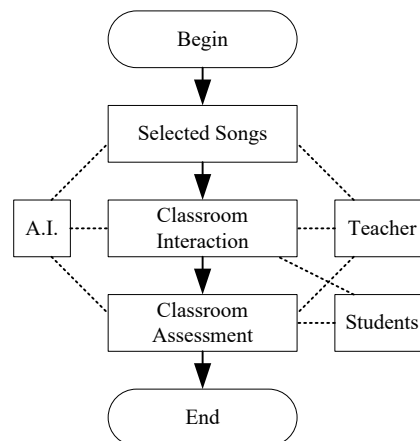 Begin
Selected Songs
A.I.
Classroom
Interaction
Teacher
Classroom
Assessment
Students
End